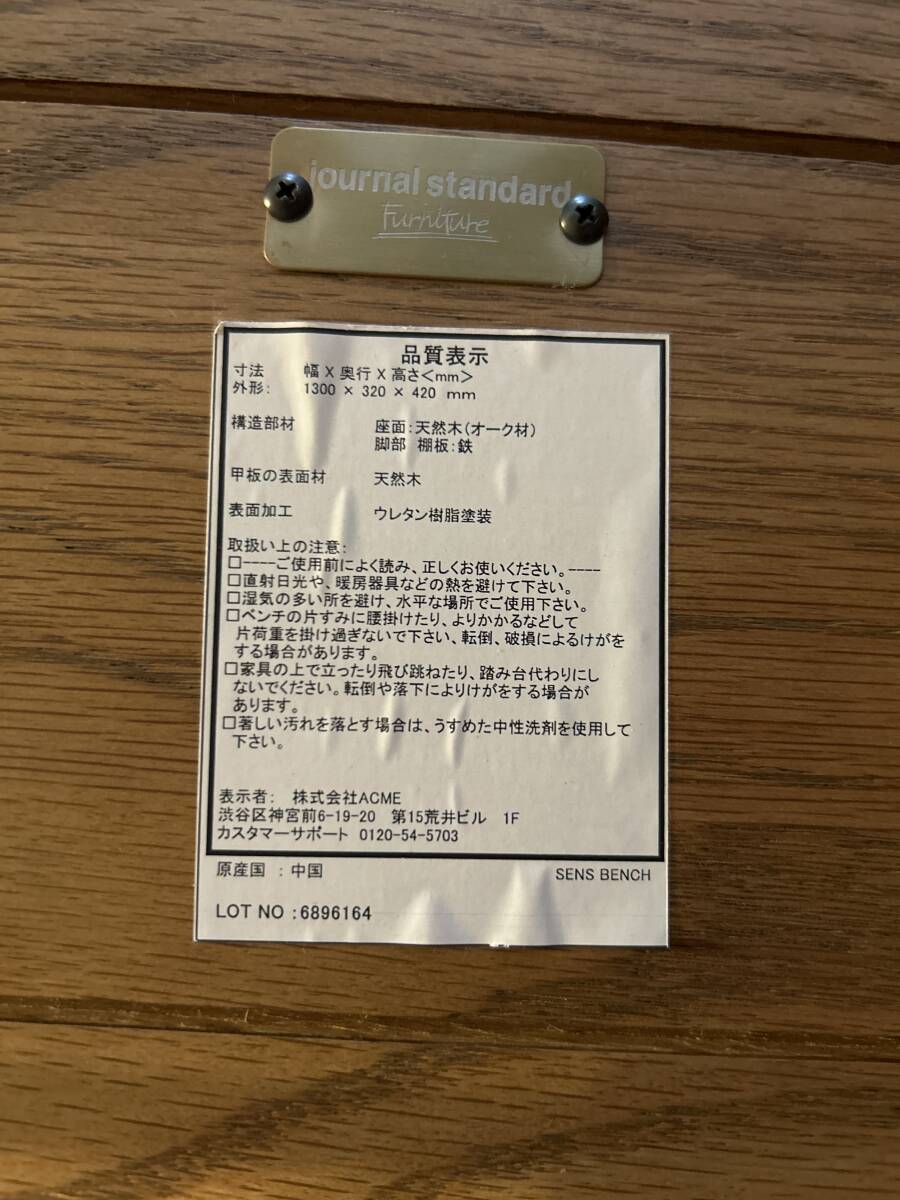 journal standard
Furniture
品質表示
寸法 幅 X 奥行 X 高さ<mm>
外形: 1300 × 320 × 420 mm
構造部材 座面:天然木(オーク材)
脚部 棚板:鉄
甲板の表面材 天然木
表面加工 ウレタン樹脂塗装
取扱い上の注意:
□----ご使用前によく読み、正しくお使いください。----
□直射日光や、暖房器具などの熱を避けて下さい。
□湿気の多い所を避け、水平な場所でご使用下さい。
□ベンチの片すみに腰掛けたり、よりかかるなどして
片荷重を掛け過ぎないで下さい、転倒、破損によるけがを
する場合があります。
□家具の上で立ったり飛び跳ねたり、踏み台代わりにし
ないでください。転倒や落下によりけがをする場合が
あります。
□著しい汚れを落とす場合は、うすめた中性洗剤を使用して
下さい。
表示者: 株式会社ACME
渋谷区神宮前6-19-20 第15荒井ビル 1F
カスタマーサポート 0120-54-5703
原産国 : 中国 SENS BENCH
LOT NO :6896164